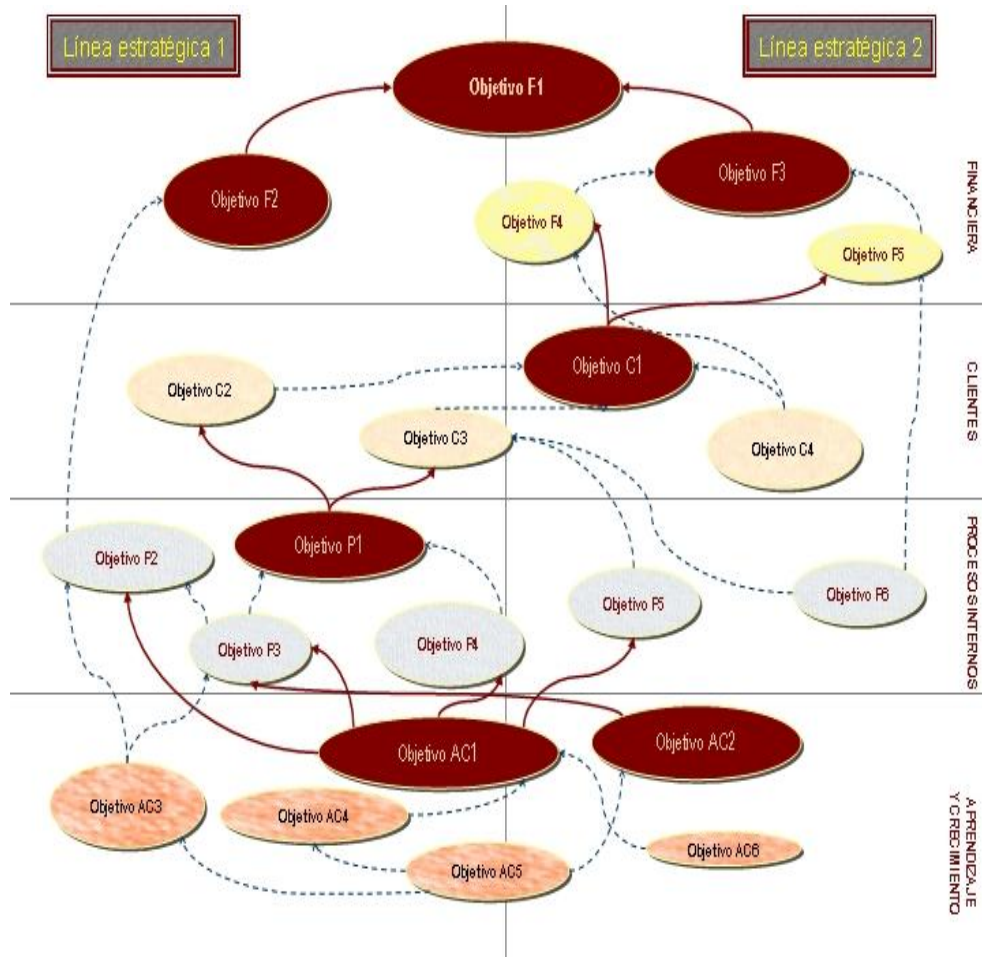 Línea estratégica 1
Línea estratégica 2
Objetivo F1
Objetivo F2
Objetivo F3
Objetivo F4
Objetivo F5
FINANCIERA
Objetivo C1
Objetivo C2
Objetivo C3
Objetivo C4
CLIENTES
Objetivo P1
Objetivo P2
Objetivo P3
Objetivo P4
Objetivo P5
Objetivo P6
PROCESOS INTERNOS
Objetivo AC1
Objetivo AC2
Objetivo AC3
Objetivo AC4
Objetivo AC5
Objetivo AC6
APRENDIZAJE
Y CRECIMIENTO